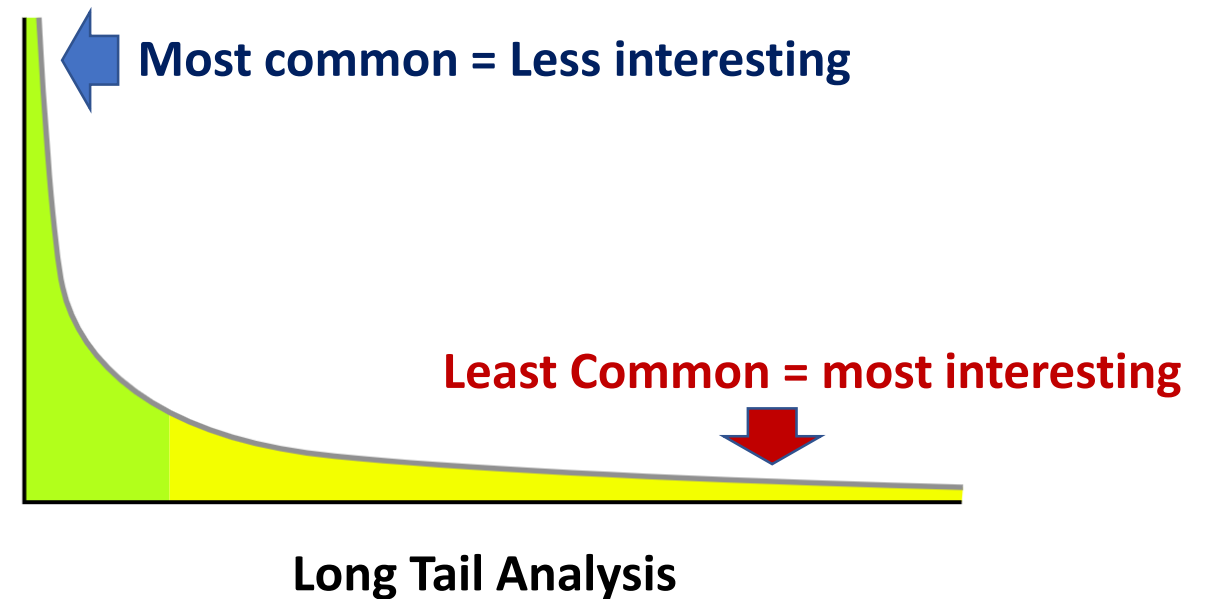 Most common = Less interesting
Least Common = most interesting
Long Tail Analysis